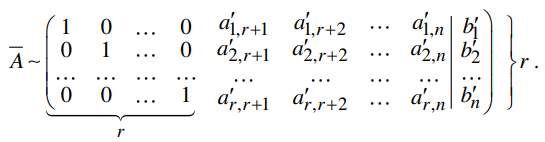 A̅ ~ ( 1 0 … 0 a′1,r+1 a′1,r+2 … a′1,n | b′1 )
0 1 … 0 a′2,r+1 a′2,r+2 … a′2,n | b′2
… … … … … … … … | …
0 0 … 1 a′r,r+1 a′r,r+2 … a′r,n | b′n } r .
r